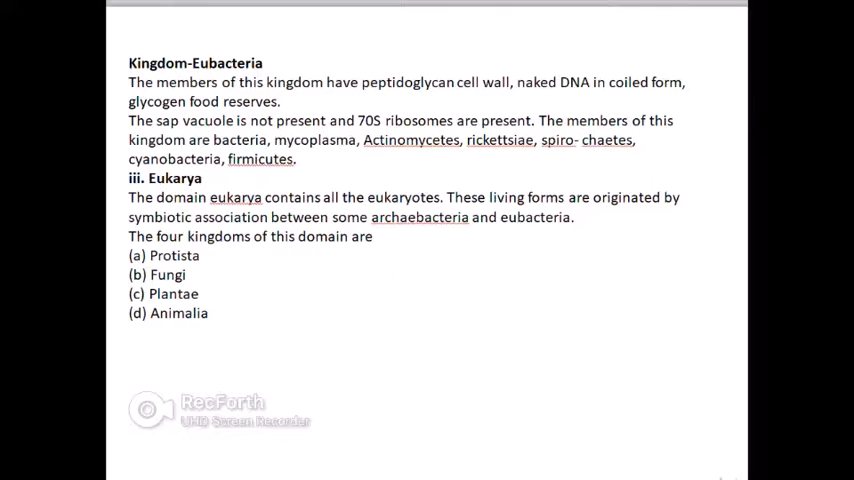 Kingdom-Eubacteria
The members of this kingdom have peptidoglycan cell wall, naked DNA in coiled form,
glycogen food reserves.
The sap vacuole is not present and 70S ribosomes are present. The members of this
kingdom are bacteria, mycoplasma, Actinomycetes, rickettsiae, spiro- chaetes,
cyanobacteria, firmicutes.
iii. Eukarya
The domain eukarya contains all the eukaryotes. These living forms are originated by
symbiotic association between some archaebacteria and eubacteria.
The four kingdoms of this domain are
(a) Protista
(b) Fungi
(c) Plantae
(d) Animalia
RecForth
UHD Screen Recorder